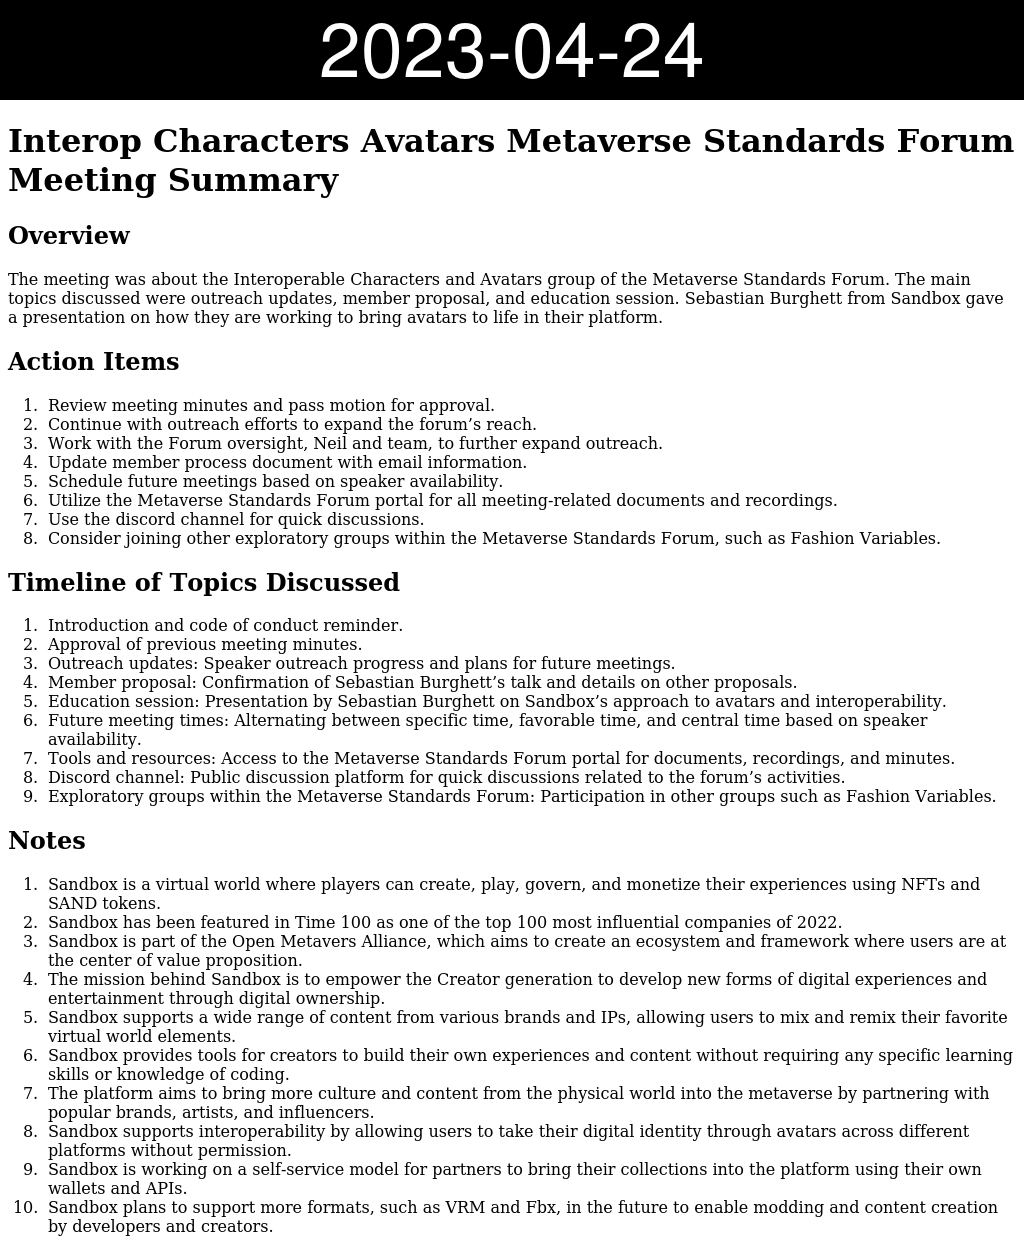 2023-04-24
Interop Characters Avatars Metaverse Standards Forum
Meeting Summary
Overview
The meeting was about the Interoperable Characters and Avatars group of the Metaverse Standards Forum. The main
topics discussed were outreach updates, member proposal, and education session. Sebastian Burghett from Sandbox gave
a presentation on how they are working to bring avatars to life in their platform.
Action Items
1. Review meeting minutes and pass motion for approval.
2. Continue with outreach efforts to expand the forum’s reach.
3. Work with the Forum oversight, Neil and team, to further expand outreach.
4. Update member process document with email information.
5. Schedule future meetings based on speaker availability.
6. Utilize the Metaverse Standards Forum portal for all meeting-related documents and recordings.
7. Use the discord channel for quick discussions.
8. Consider joining other exploratory groups within the Metaverse Standards Forum, such as Fashion Variables.
Timeline of Topics Discussed
1. Introduction and code of conduct reminder.
2. Approval of previous meeting minutes.
3. Outreach updates: Speaker outreach progress and plans for future meetings.
4. Member proposal: Confirmation of Sebastian Burghett’s talk and details on other proposals.
5. Education session: Presentation by Sebastian Burghett on Sandbox’s approach to avatars and interoperability.
6. Future meeting times: Alternating between specific time, favorable time, and central time based on speaker
availability.
7. Tools and resources: Access to the Metaverse Standards Forum portal for documents, recordings, and minutes.
8. Discord channel: Public discussion platform for quick discussions related to the forum’s activities.
9. Exploratory groups within the Metaverse Standards Forum: Participation in other groups such as Fashion Variables.
Notes
1. Sandbox is a virtual world where players can create, play, govern, and monetize their experiences using NFTs and
SAND tokens.
2. Sandbox has been featured in Time 100 as one of the top 100 most influential companies of 2022.
3. Sandbox is part of the Open Metavers Alliance, which aims to create an ecosystem and framework where users are at
the center of value proposition.
4. The mission behind Sandbox is to empower the Creator generation to develop new forms of digital experiences and
entertainment through digital ownership.
5. Sandbox supports a wide range of content from various brands and IPs, allowing users to mix and remix their favorite
virtual world elements.
6. Sandbox provides tools for creators to build their own experiences and content without requiring any specific learning
skills or knowledge of coding.
7. The platform aims to bring more culture and content from the physical world into the metaverse by partnering with
popular brands, artists, and influencers.
8. Sandbox supports interoperability by allowing users to take their digital identity through avatars across different
platforms without permission.
9. Sandbox is working on a self-service model for partners to bring their collections into the platform using their own
wallets and APIs.
10. Sandbox plans to support more formats, such as VRM and Fbx, in the future to enable modding and content creation
by developers and creators.